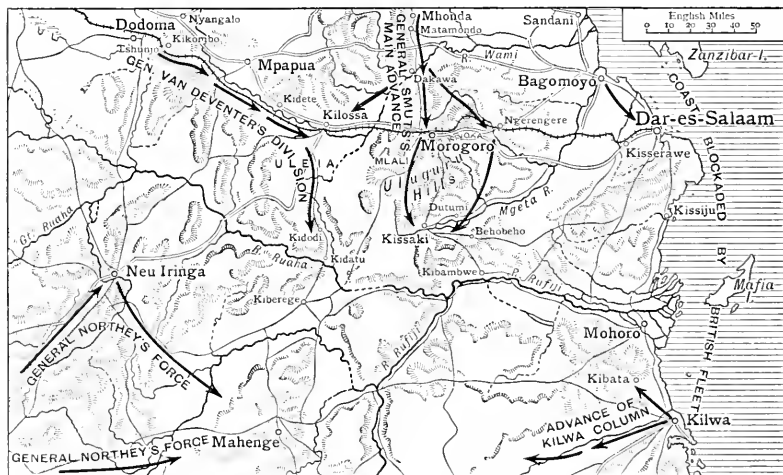 English Miles
10 0 10 20 30 40 50
Dodoma
Nyangalo
Kikombo
Tshunjo
Mpapua
Mhonda
Matamondo
Sandani
Zanzibar-I.
R. Wami
Dakawa
Bagomoyo
GENERAL SMUTS'S
MAIN ADVANCE
GEN. VAN DEVENTER'S
DIVISION
Kidete
Kilossa
Ngerengere
Morogoro
Dar-es-Salaam
COAST BLOCKADED BY
BRITISH FLEET
Kisserawe
MLALI
Uluguru
Hills
Dutumi
Mgeta R.
Kissiju
Kissaki
Behobeho
Kidodi
Kidatu
Gt. Ruaha
G. Ruaha
Neu Iringa
Kiberege
Kibambwe
R. Rufiji
Mafia
R. Rufiji
Mohoro
Kibata
Kilwa
GENERAL NORTHEY'S FORCE
ADVANCE OF
KILWA COLUMN
GENERAL NORTHEY'S FORCE
Mahenge